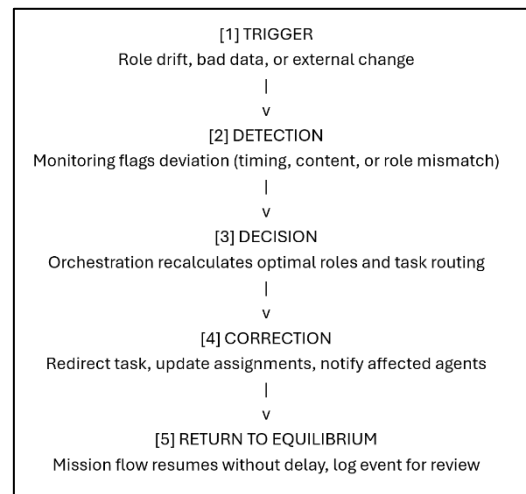 [1] TRIGGER
Role drift, bad data, or external change
|
v
[2] DETECTION
Monitoring flags deviation (timing, content, or role mismatch)
|
v
[3] DECISION
Orchestration recalculates optimal roles and task routing
|
v
[4] CORRECTION
Redirect task, update assignments, notify affected agents
|
v
[5] RETURN TO EQUILIBRIUM
Mission flow resumes without delay, log event for review